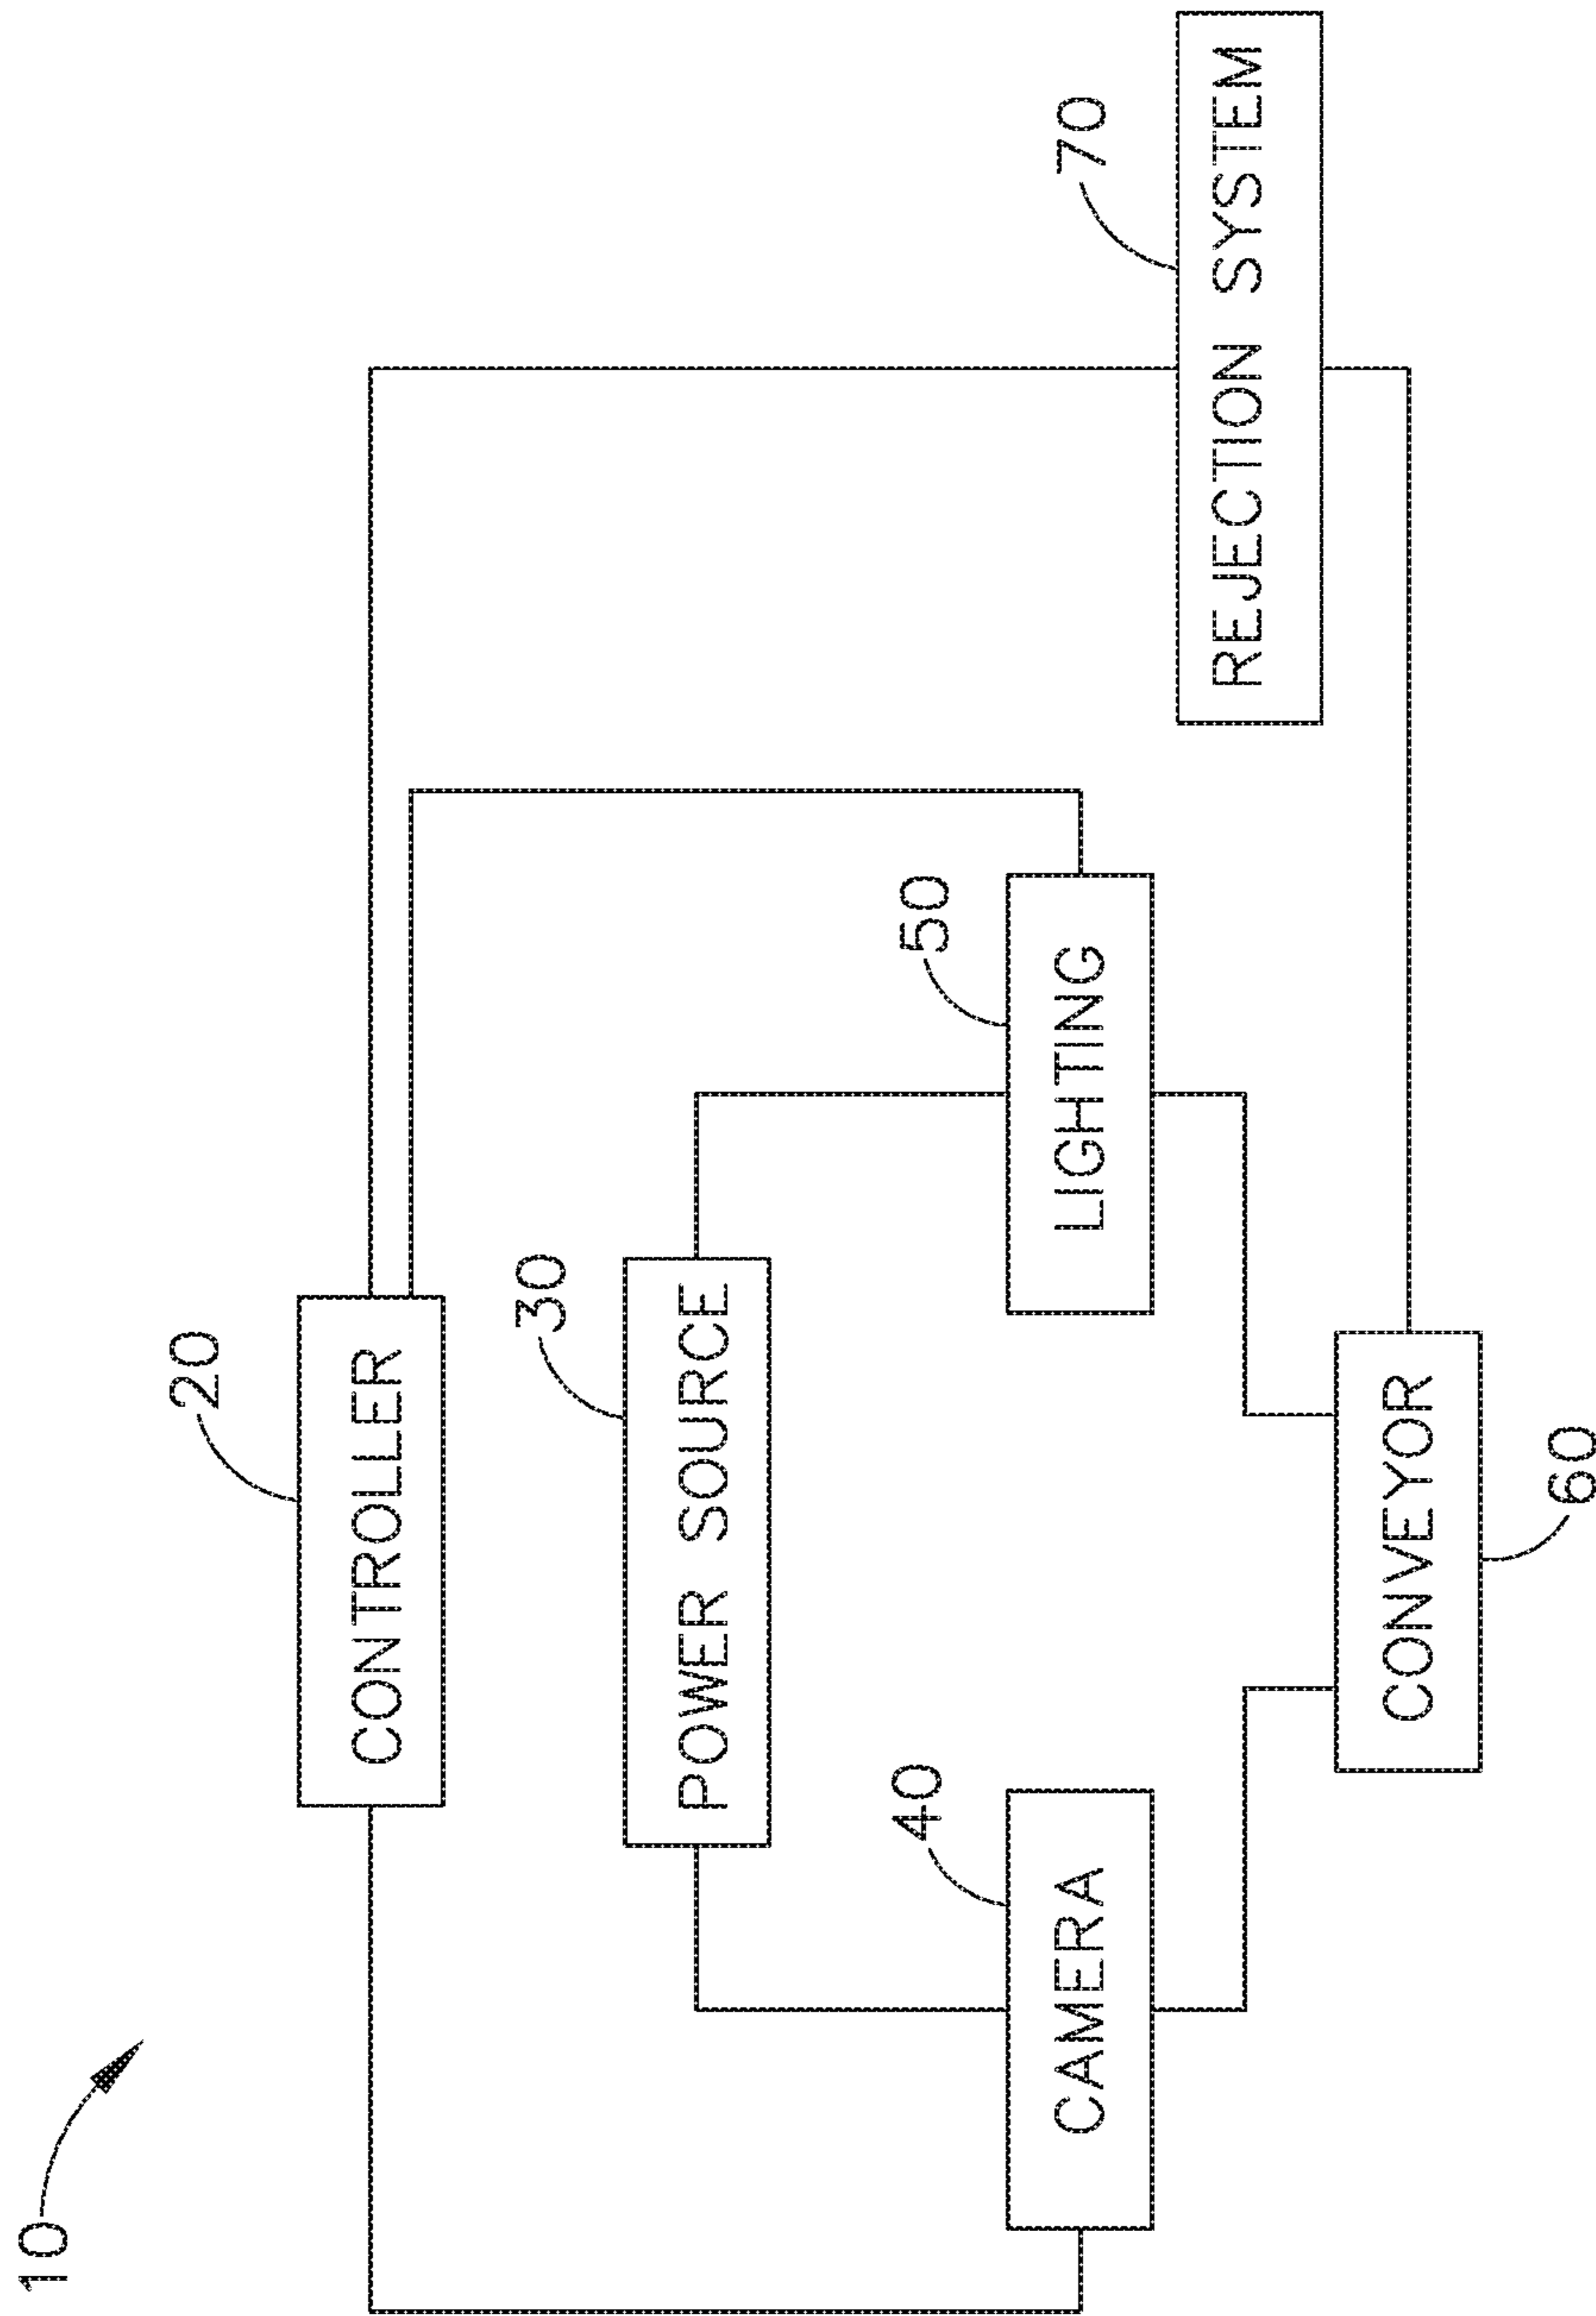 10
20
CONTROLLER
30
POWER SOURCE
40
CAMERA
50
LIGHTING
60
CONVEYOR
70
REJECTION SYSTEM